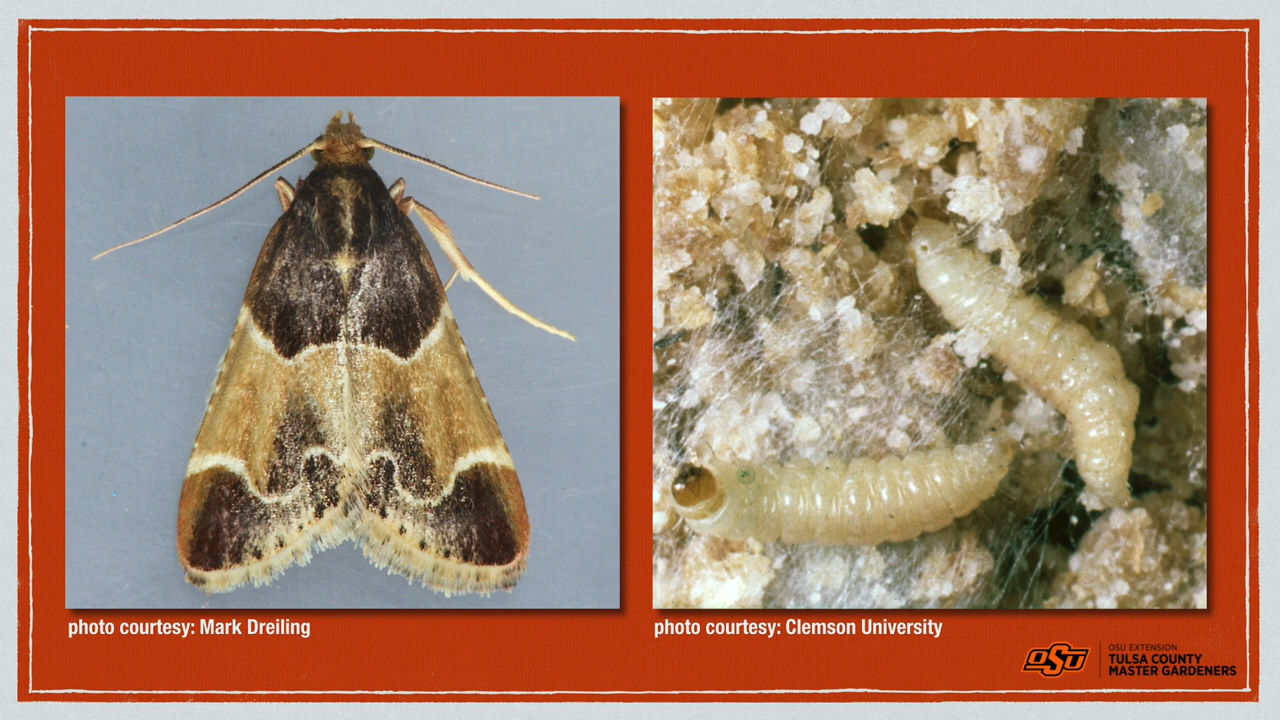 photo courtesy: Mark Dreiling
photo courtesy: Clemson University
OSU
OSU EXTENSION
TULSA COUNTY
MASTER GARDENERS